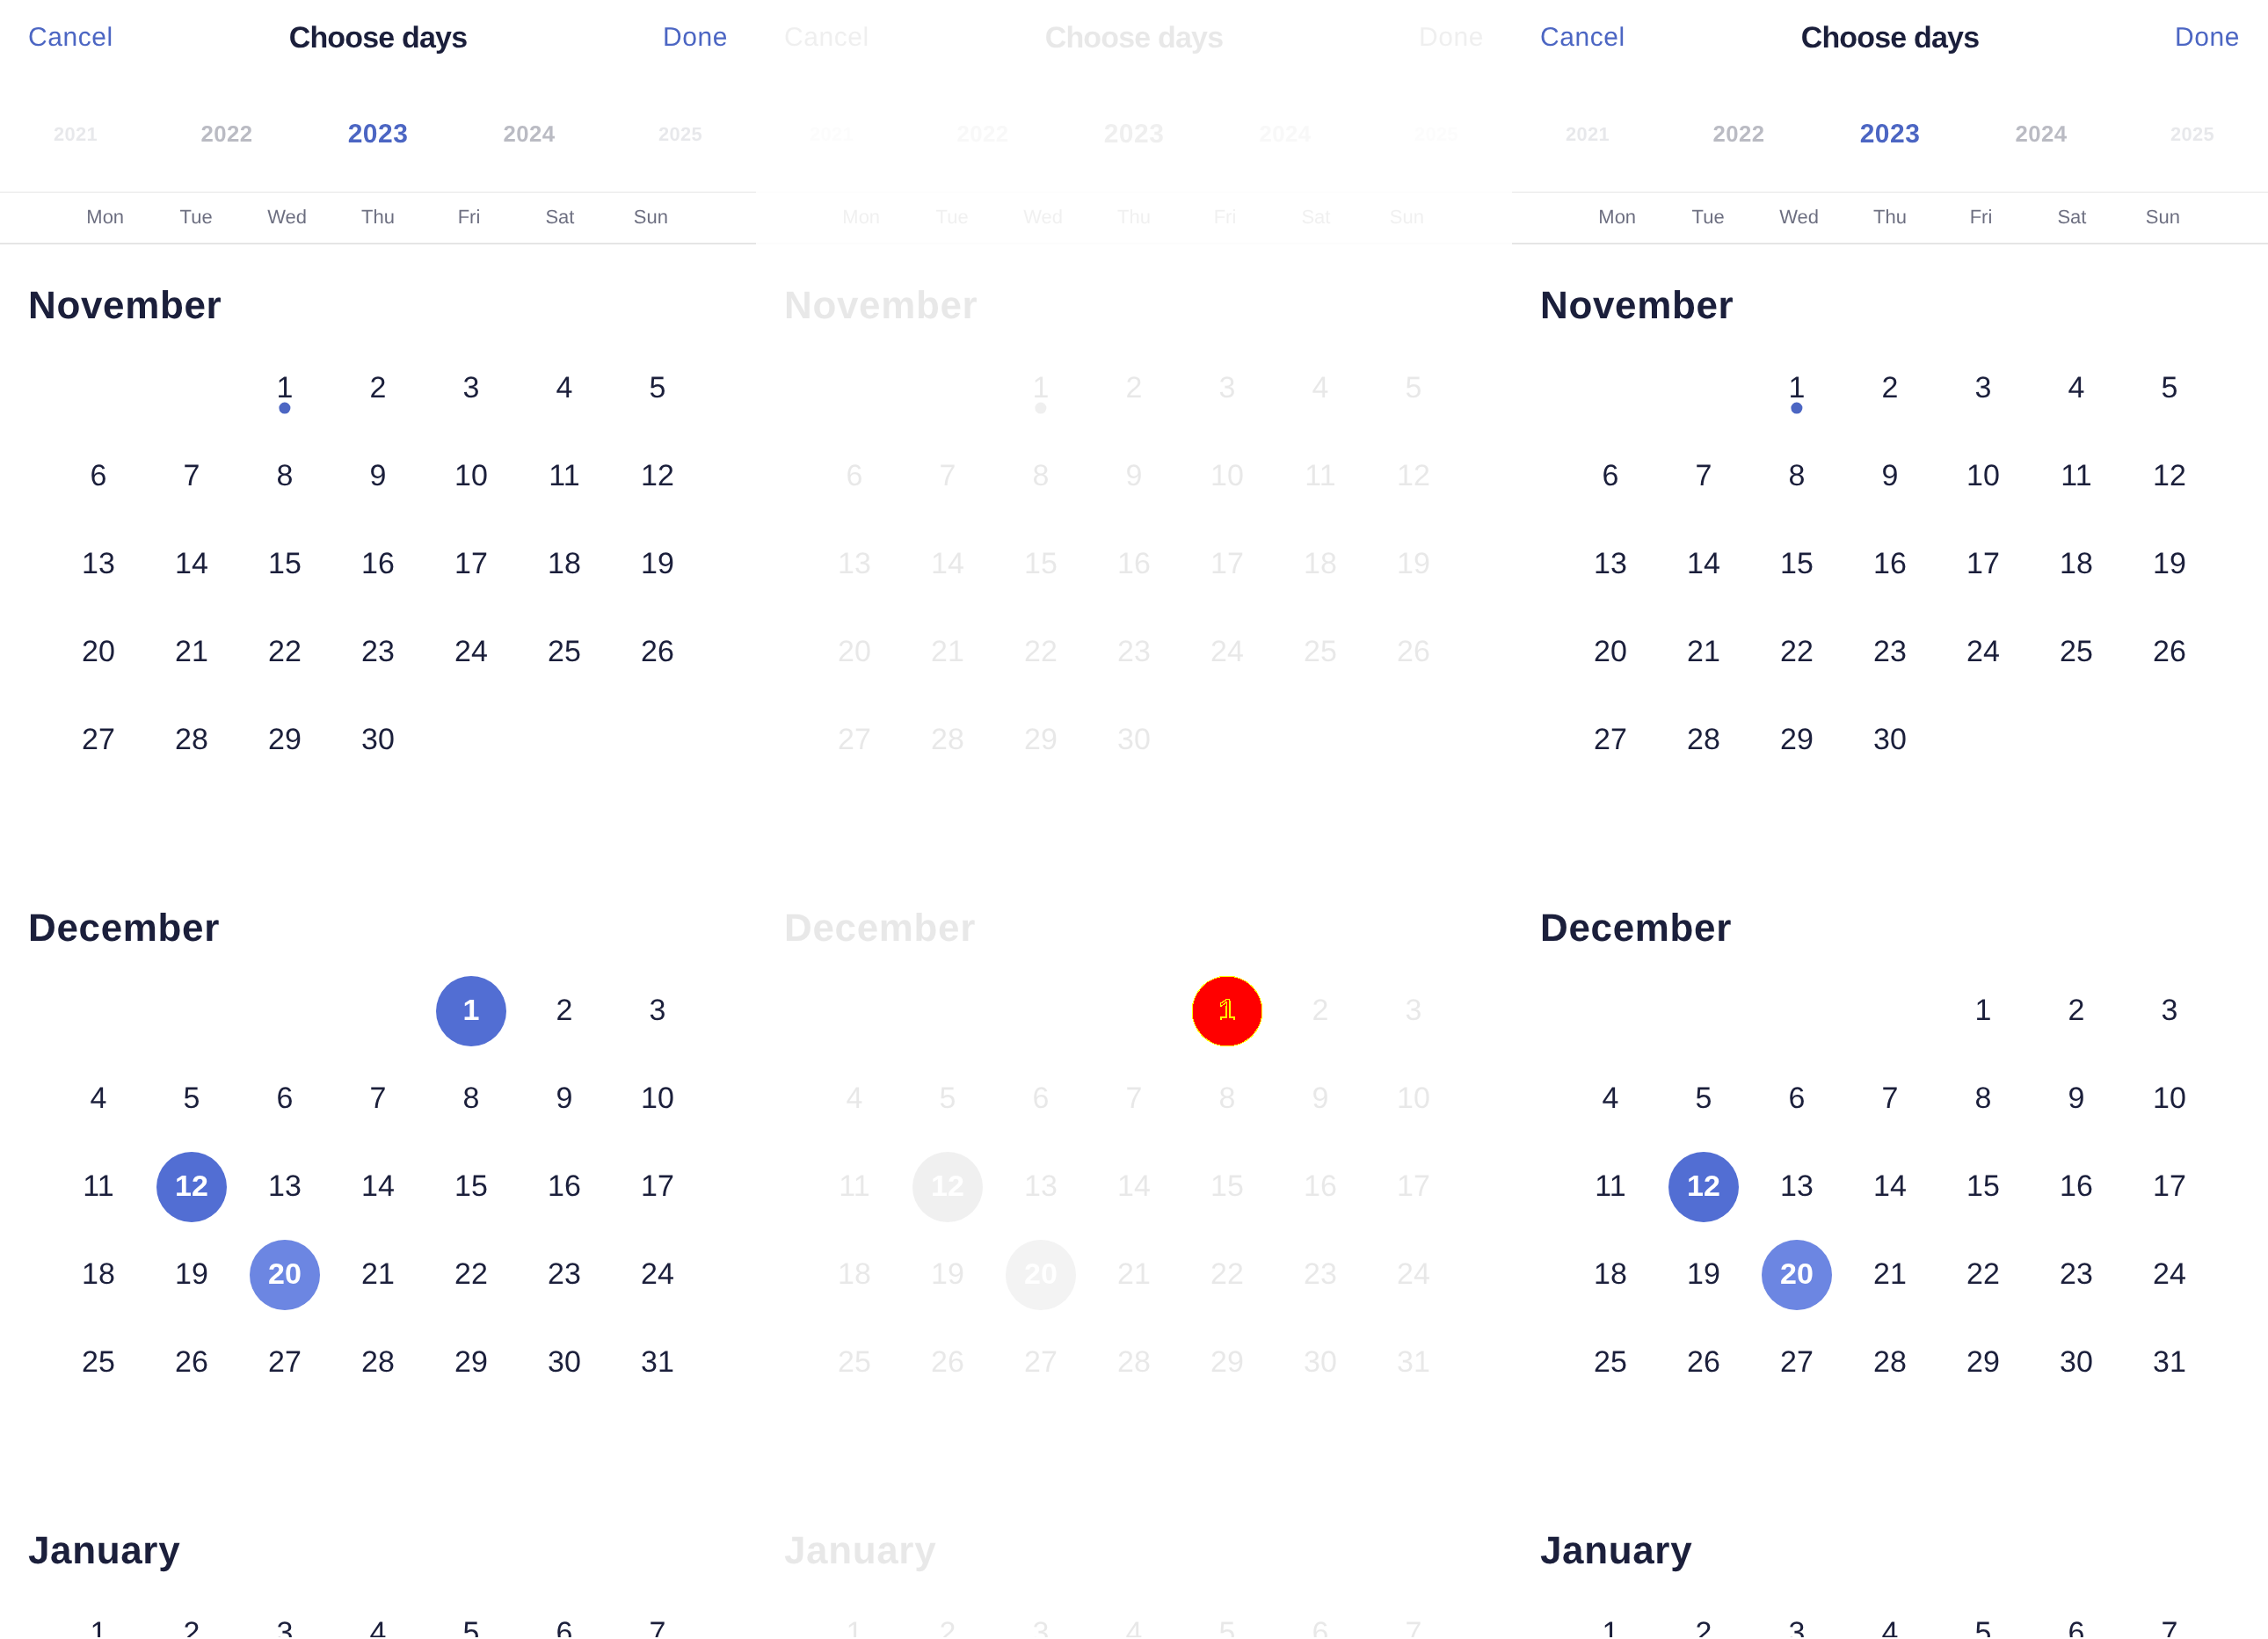 Cancel Choose days Done
2021 2022 2023 2024 2025
Mon Tue Wed Thu Fri Sat Sun
November
1 2 3 4 5
6 7 8 9 10 11 12
13 14 15 16 17 18 19
20 21 22 23 24 25 26
27 28 29 30
December
1 2 3
4 5 6 7 8 9 10
11 12 13 14 15 16 17
18 19 20 21 22 23 24
25 26 27 28 29 30 31
January
1 2 3 4 5 6 7
Cancel Choose days Done
2021 2022 2023 2024 2025
Mon Tue Wed Thu Fri Sat Sun
November
1 2 3 4 5
6 7 8 9 10 11 12
13 14 15 16 17 18 19
20 21 22 23 24 25 26
27 28 29 30
December
1 2 3
4 5 6 7 8 9 10
11 12 13 14 15 16 17
18 19 20 21 22 23 24
25 26 27 28 29 30 31
January
1 2 3 4 5 6 7
Cancel Choose days Done
2021 2022 2023 2024 2025
Mon Tue Wed Thu Fri Sat Sun
November
1 2 3 4 5
6 7 8 9 10 11 12
13 14 15 16 17 18 19
20 21 22 23 24 25 26
27 28 29 30
December
1 2 3
4 5 6 7 8 9 10
11 12 13 14 15 16 17
18 19 20 21 22 23 24
25 26 27 28 29 30 31
January
1 2 3 4 5 6 7